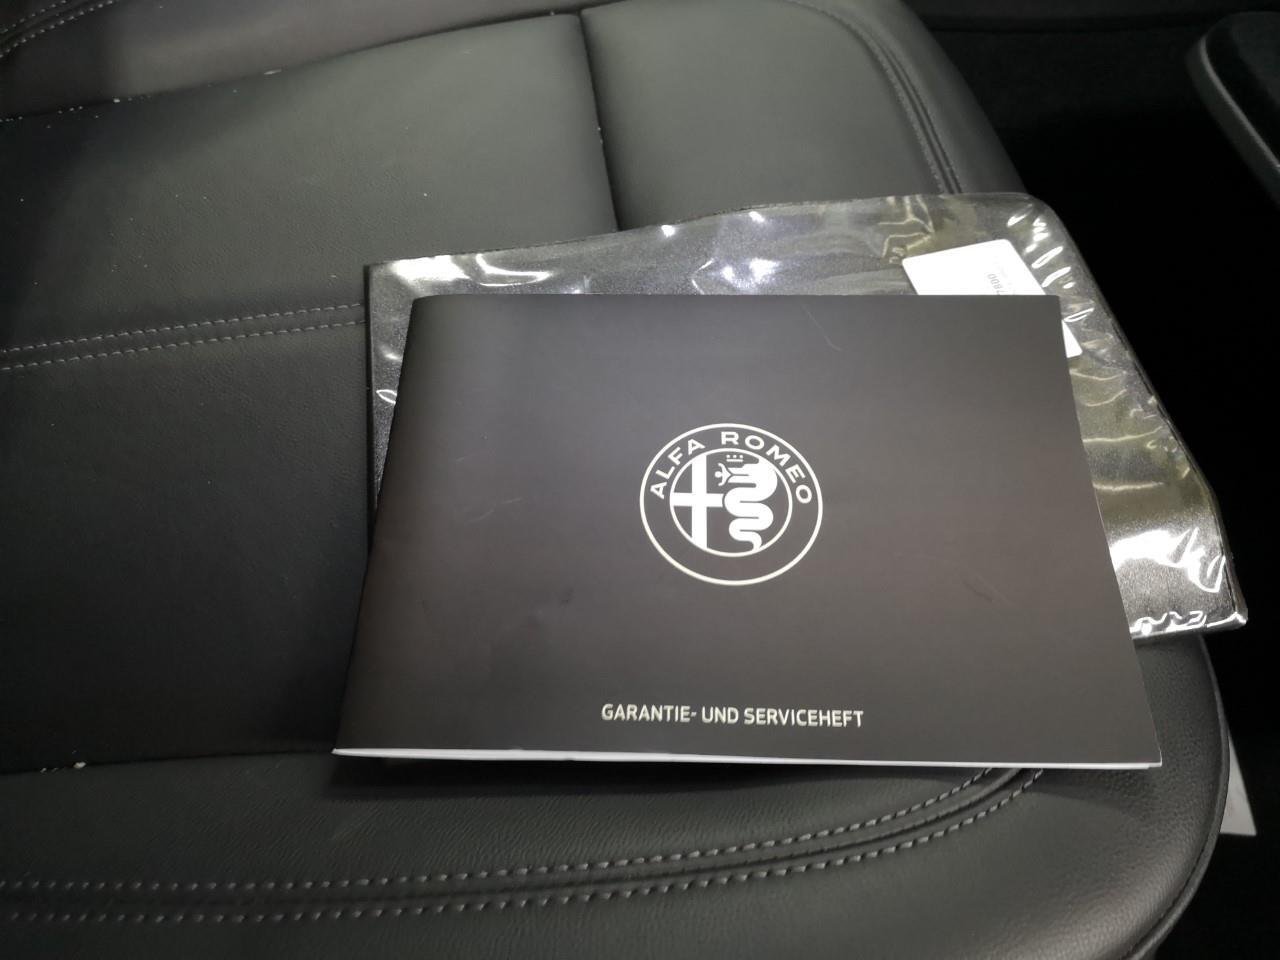 ALFA ROMEO
GARANTIE- UND SERVICEHEFT